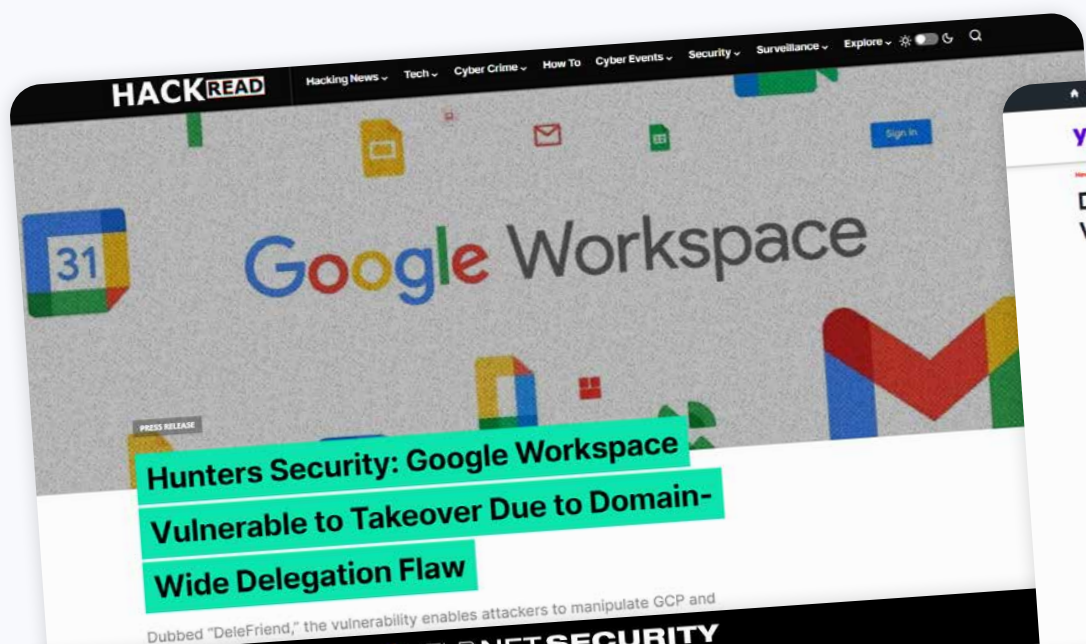 HACKREAD
Hacking News Tech Cyber Crime How To Cyber Events Security Surveillance Explore
Sign in
31
Google Workspace
PRESS RELEASE
Hunters Security: Google Workspace
Vulnerable to Takeover Due to Domain-
Wide Delegation Flaw
Dubbed “DeleFriend,” the vulnerability enables attackers to manipulate GCP and
SECURITY